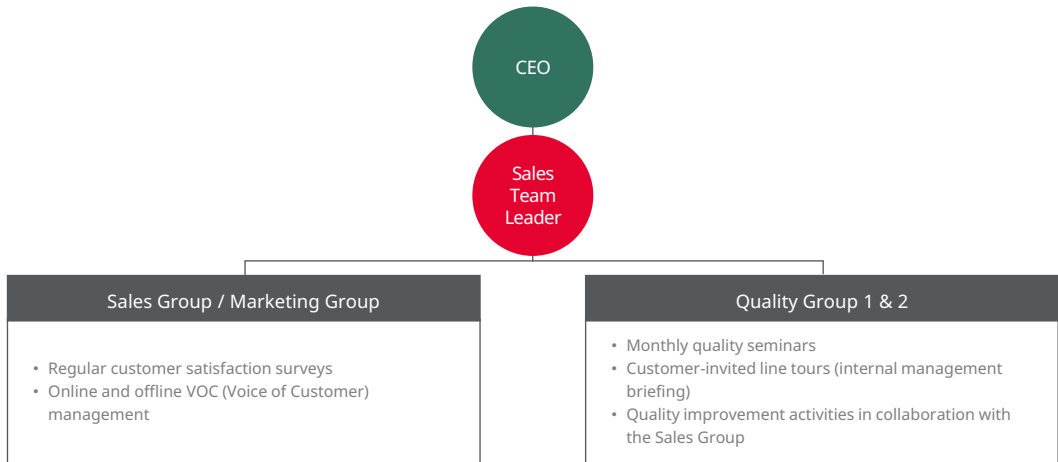 CEO
Sales
Team
Leader
Sales Group / Marketing Group
• Regular customer satisfaction surveys
• Online and offline VOC (Voice of Customer)
management
Quality Group 1 & 2
• Monthly quality seminars
• Customer-invited line tours (internal management
briefing)
• Quality improvement activities in collaboration with
the Sales Group